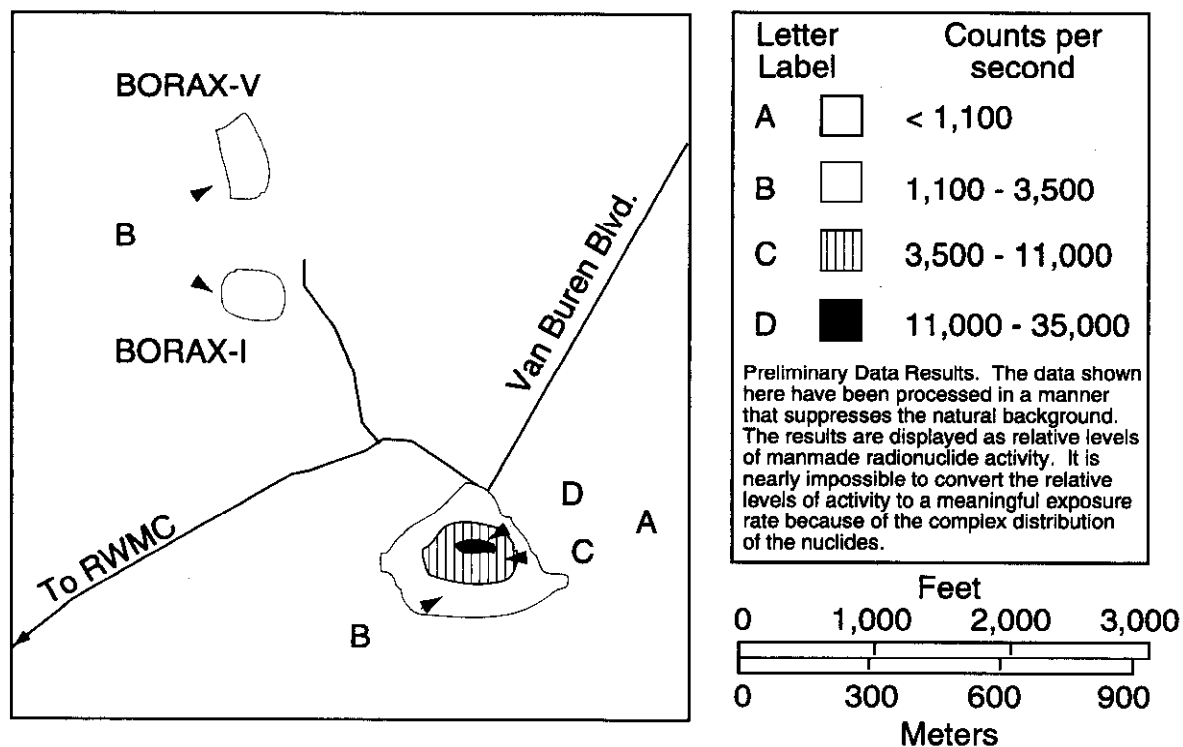 BORAX-V
B
BORAX-I
Van Buren Blvd.
To RWMC
D
A
C
B
Letter Label
Counts per second
A < 1,100
B 1,100 - 3,500
C 3,500 - 11,000
D 11,000 - 35,000
Preliminary Data Results. The data shown
here have been processed in a manner
that suppresses the natural background.
The results are displayed as relative levels
of manmade radionuclide activity. It is
nearly impossible to convert the relative
levels of activity to a meaningful exposure
rate because of the complex distribution
of the nuclides.
Feet
0 1,000 2,000 3,000
0 300 600 900
Meters